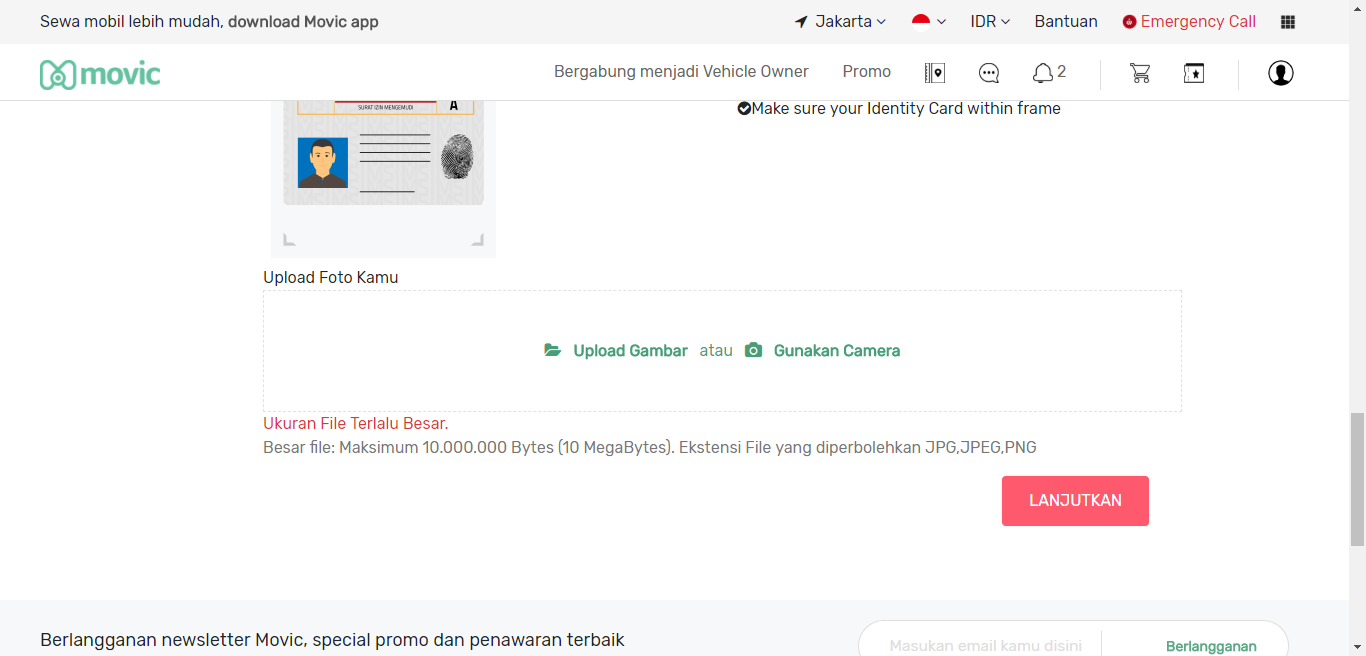 Sewa mobil lebih mudah, download Movic app
Jakarta
IDR
Bantuan
Emergency Call
movic
Bergabung menjadi Vehicle Owner
Promo
2
SURAT IZIN MENGEMUDI
A
Make sure your Identity Card within frame
Upload Foto Kamu
Upload Gambar atau Gunakan Camera
Ukuran File Terlalu Besar.
Besar file: Maksimum 10.000.000 Bytes (10 MegaBytes). Ekstensi File yang diperbolehkan JPG,JPEG,PNG
LANJUTKAN
Berlangganan newsletter Movic, special promo dan penawaran terbaik
Masukan email kamu disini
Berlangganan